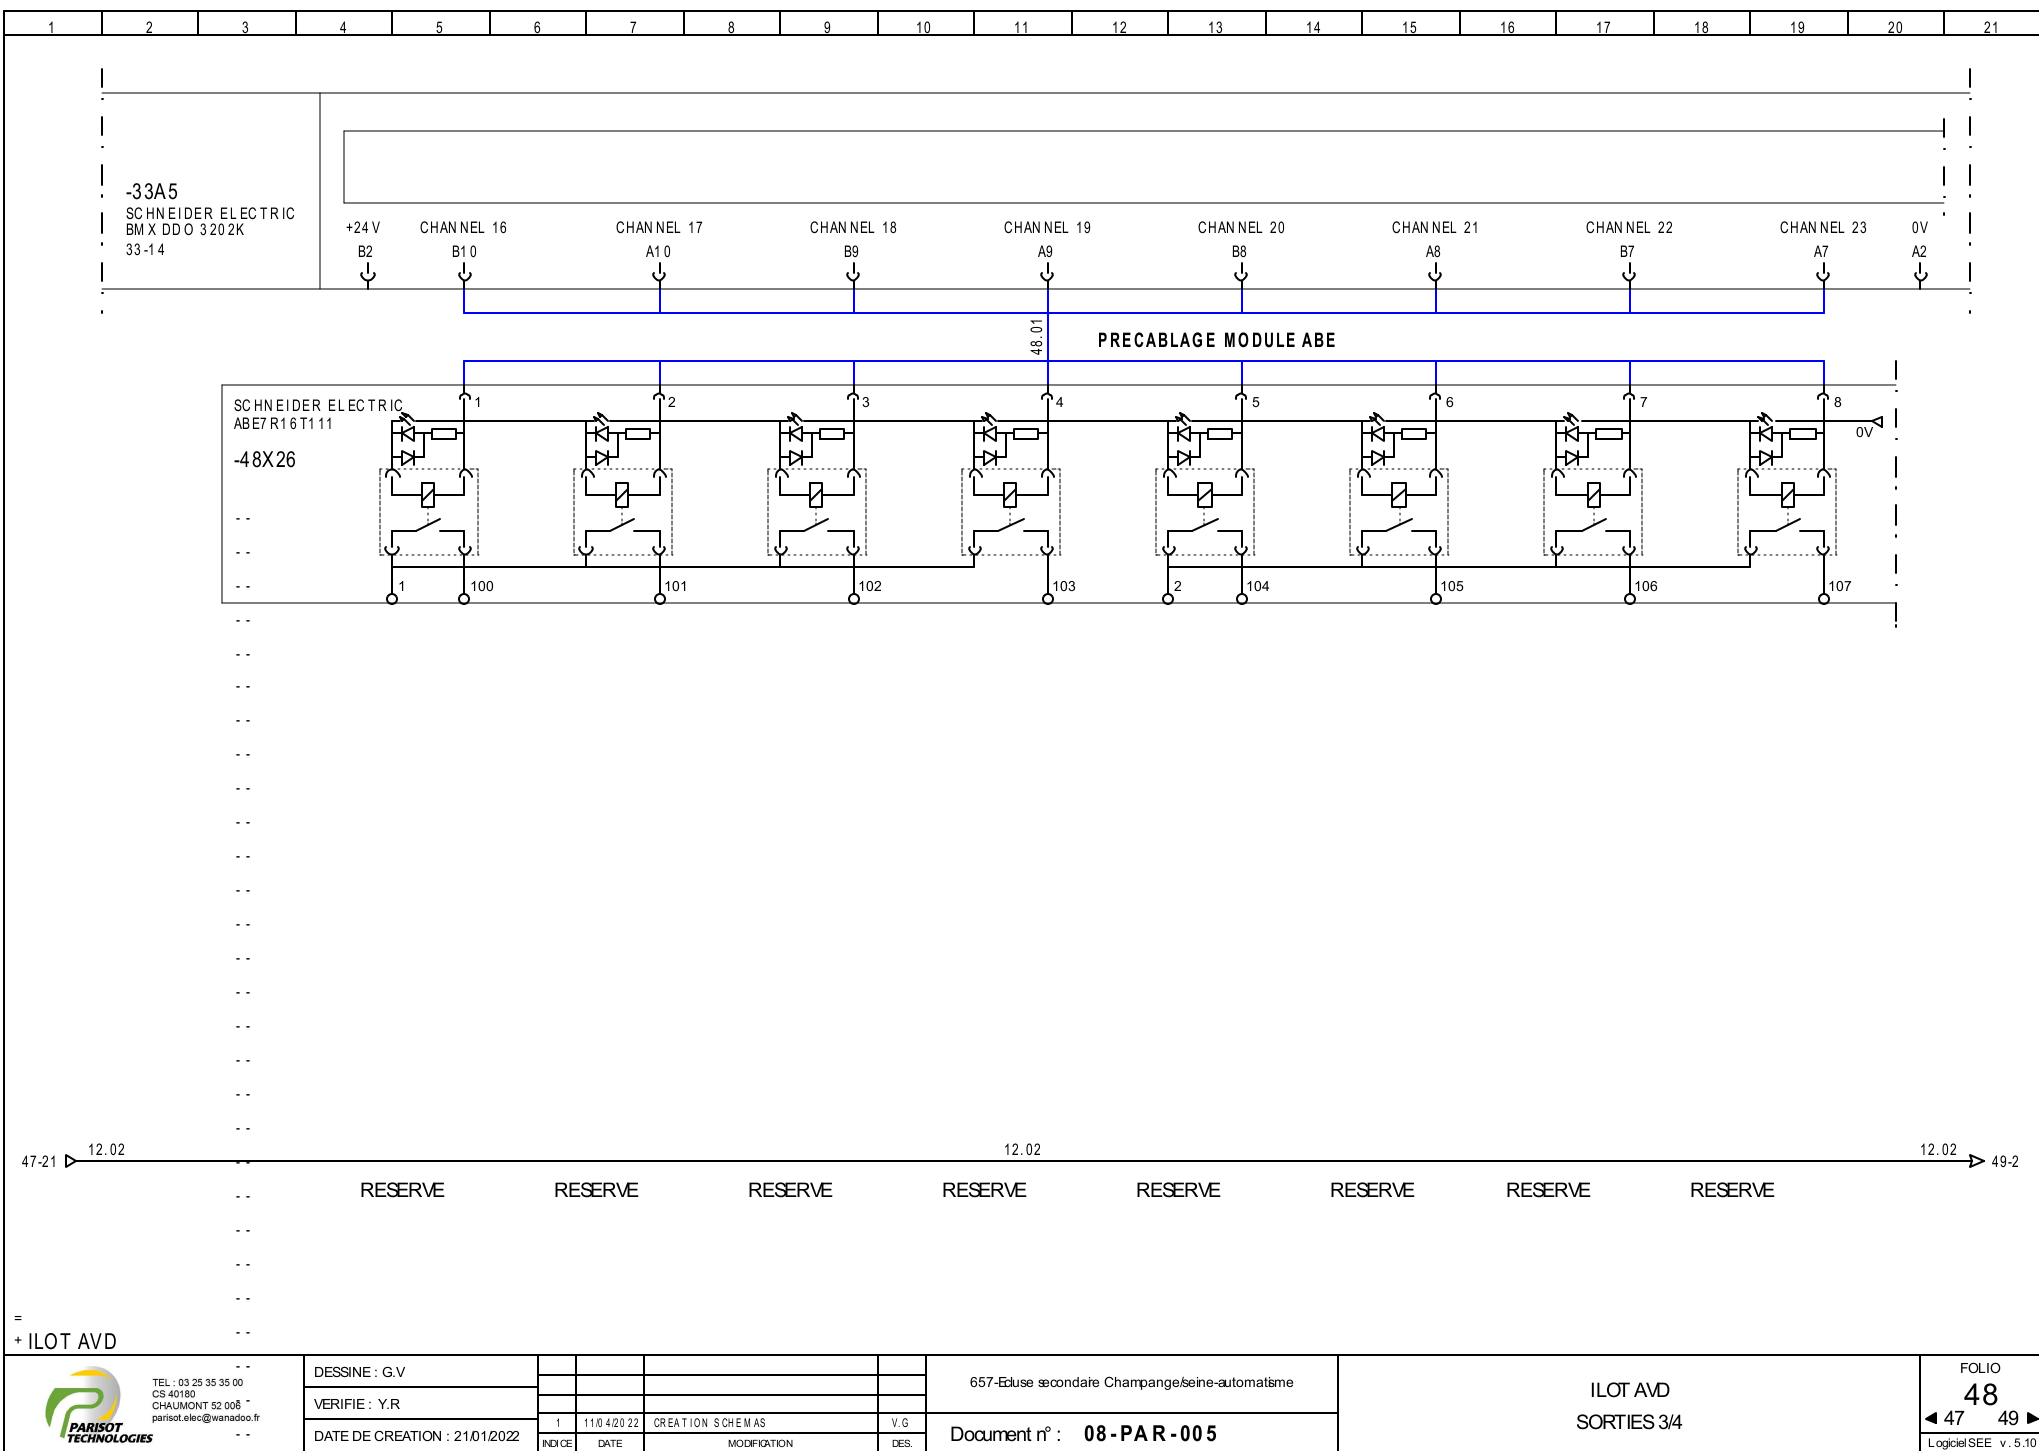 1 2 3 4 5 6 7 8 9 10 11 12 13 14 15 16 17 18 19 20 21
-33A5
SCHNEIDER ELECTRIC
BMX DDO 3202K
33-14
+24V CHANNEL 16 CHANNEL 17 CHANNEL 18 CHANNEL 19 CHANNEL 20 CHANNEL 21 CHANNEL 22 CHANNEL 23 0V
B2 B10 A10 B9 A9 B8 A8 B7 A7 A2
48.01
PRECABLAGE MODULE ABE
SCHNEIDER ELECTRIC
ABE7R16T111
-48X26
1 2 3 4 5 6 7 8
0V
1 100 101 102 103 2 104 105 106 107
47-21 12.02 12.02 12.02 49-2
RESERVE RESERVE RESERVE RESERVE RESERVE RESERVE RESERVE RESERVE
=
+ ILOT AVD
PARISOT
TECHNOLOGIES
TEL : 03 25 35 35 00
CS 40180
CHAUMONT 52 006
parisot.elec@wanadoo.fr
DESSINE : G.V
VERIFIE : Y.R
DATE DE CREATION : 21/01/2022
1 11/04/2022 CREATION SCHEMAS V.G
INDICE DATE MODIFICATION DES.
657-Ecluse secondaire Champange/seine-automatisme
Document n° : 08-PAR-005
ILOT AVD
SORTIES 3/4
FOLIO
48
47 49
Logiciel SEE v. 5.10